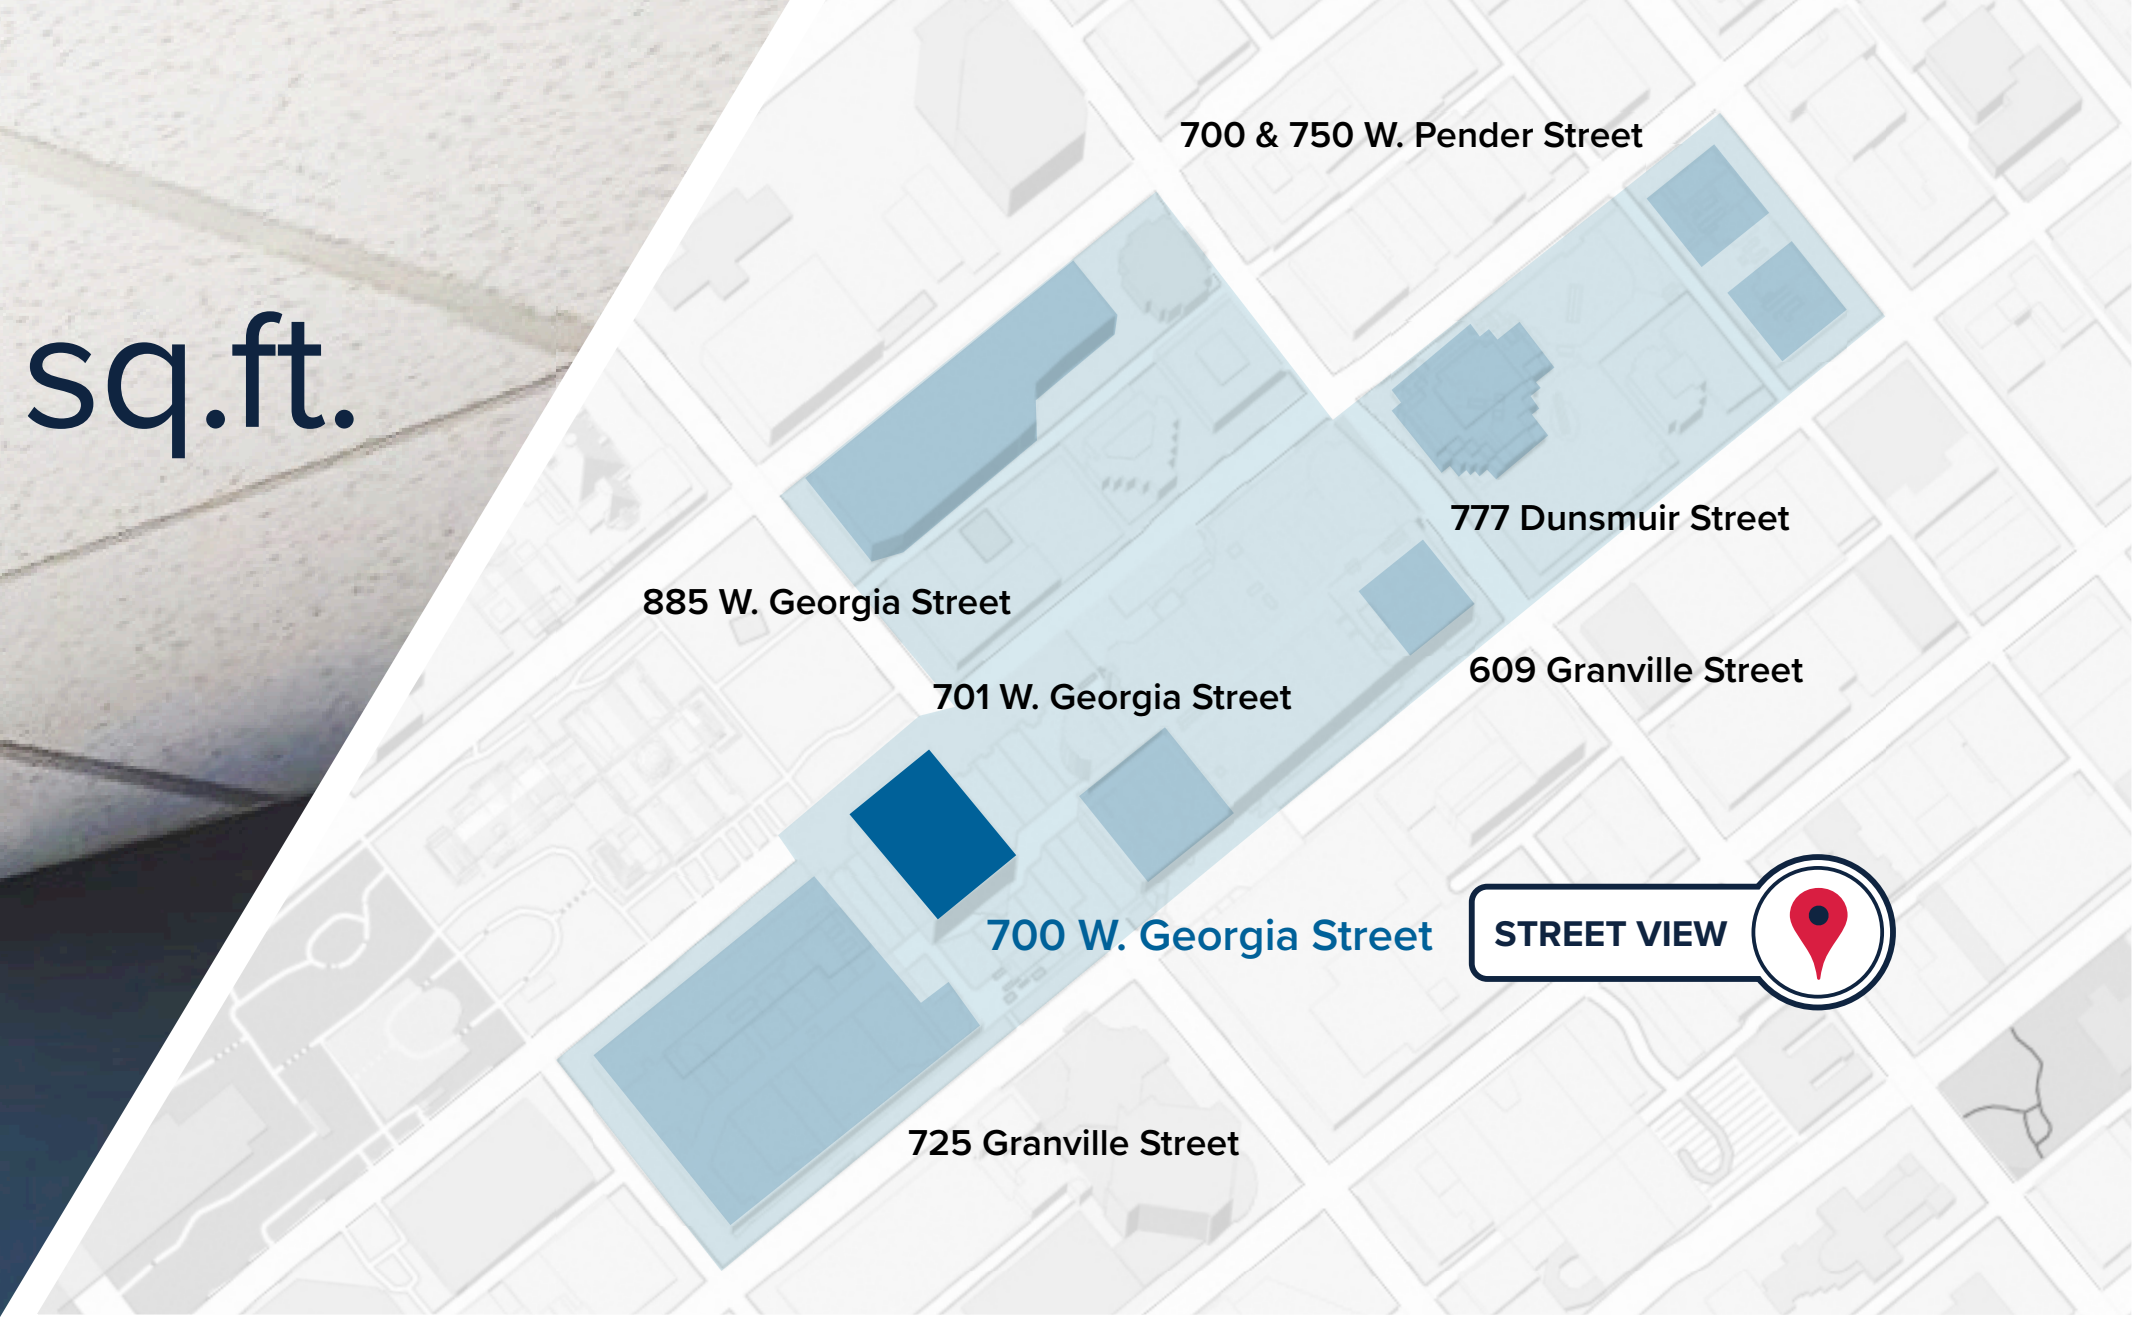 sq.ft.
700 & 750 W. Pender Street
777 Dunsmuir Street
885 W. Georgia Street
609 Granville Street
701 W. Georgia Street
700 W. Georgia Street
STREET VIEW
725 Granville Street